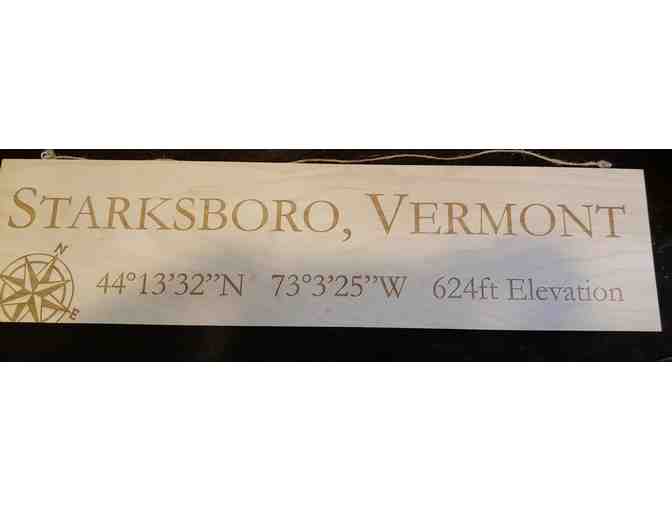 STARKSBORO, VERMONT
N
44°13'32"N 73°3'25"W 624ft Elevation
E